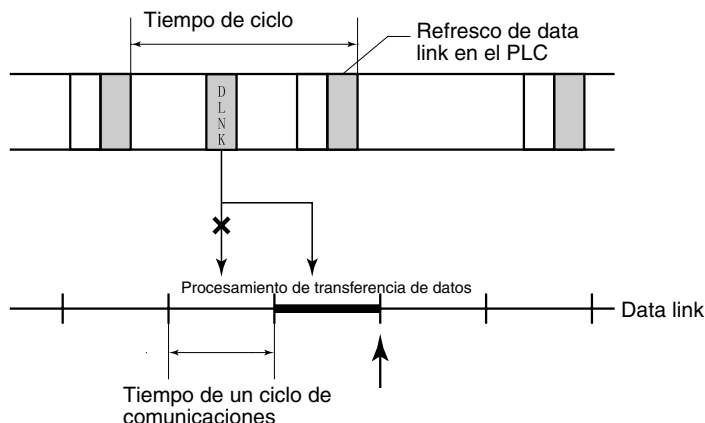 Tiempo de ciclo
Refresco de data
link en el PLC
DLNK
Procesamiento de transferencia de datos
Data link
Tiempo de un ciclo de
comunicaciones